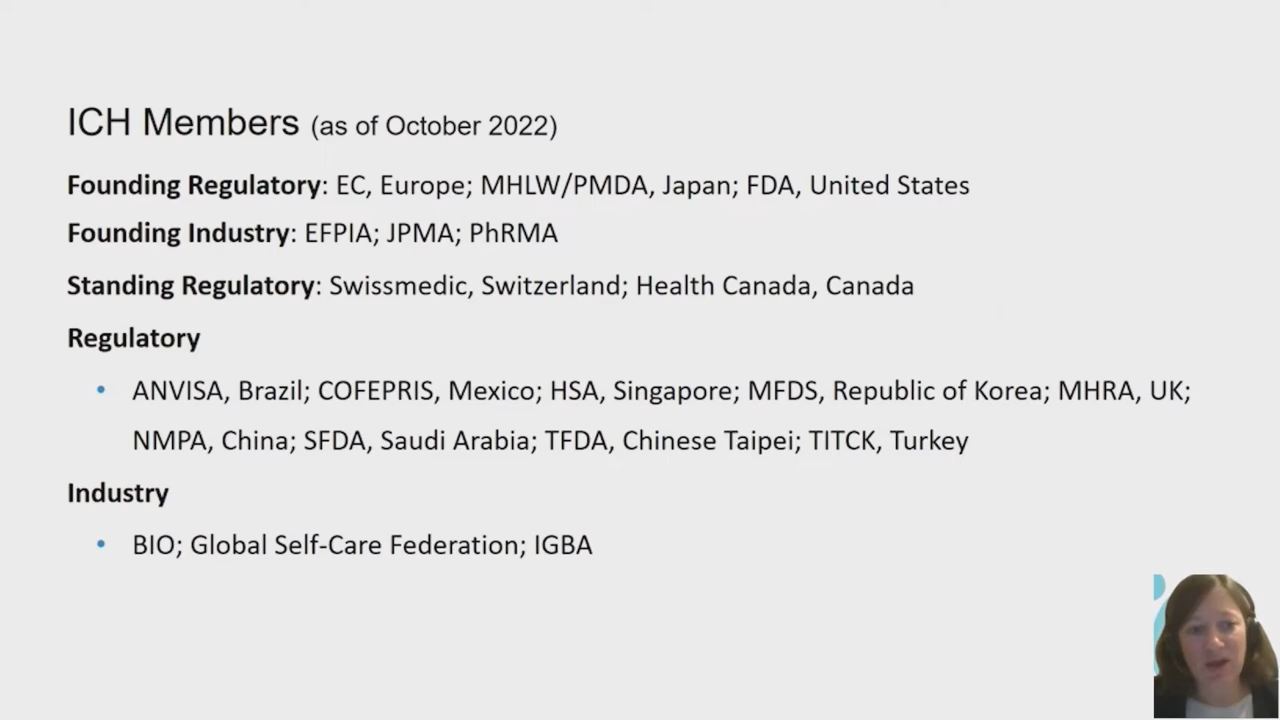 ICH Members (as of October 2022)
Founding Regulatory: EC, Europe; MHLW/PMDA, Japan; FDA, United States
Founding Industry: EFPIA; JPMA; PhRMA
Standing Regulatory: Swissmedic, Switzerland; Health Canada, Canada
Regulatory
• ANVISA, Brazil; COFEPRIS, Mexico; HSA, Singapore; MFDS, Republic of Korea; MHRA, UK;
NMPA, China; SFDA, Saudi Arabia; TFDA, Chinese Taipei; TITCK, Turkey
Industry
• BIO; Global Self-Care Federation; IGBA